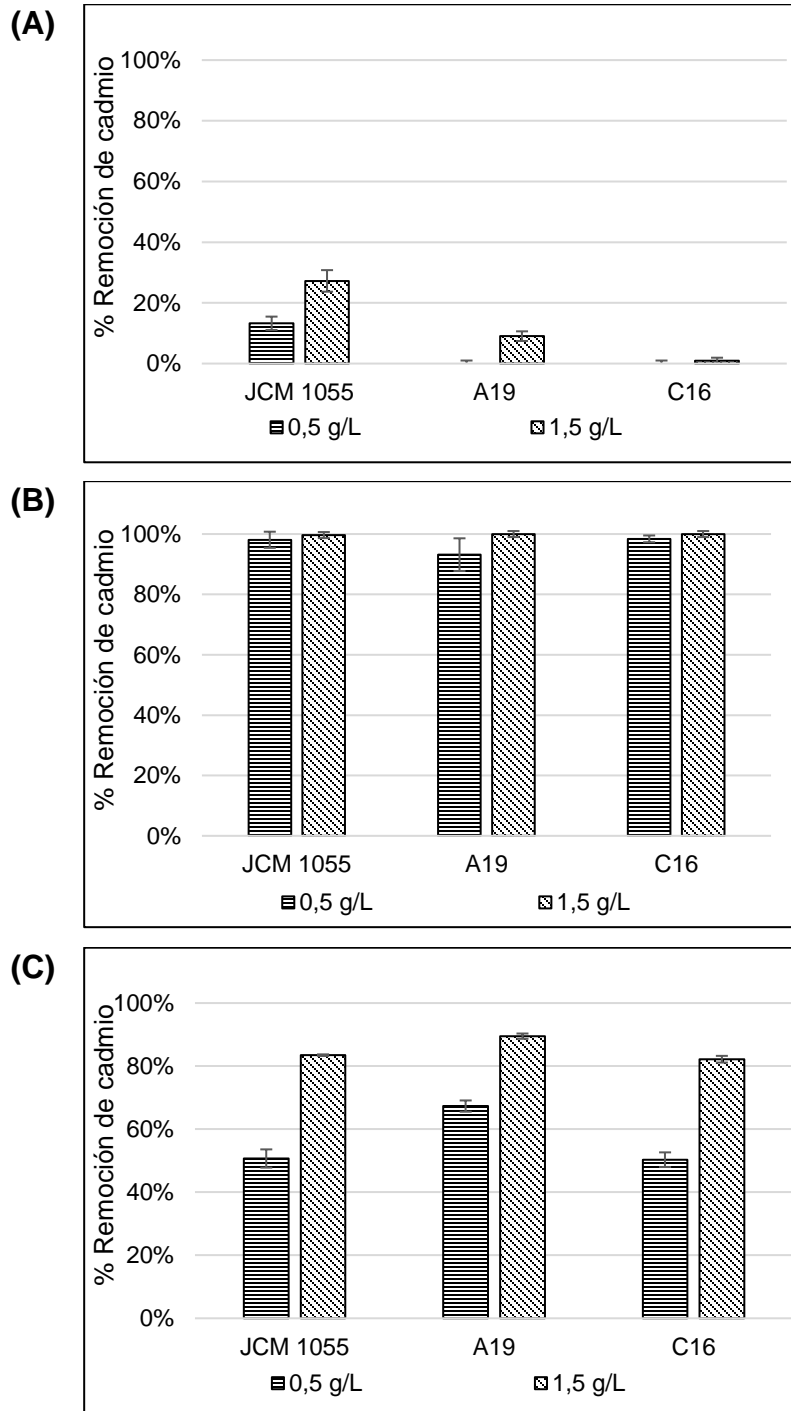 (A)
% Remoción de cadmio
100%
80%
60%
40%
20%
0%
JCM 1055 A19 C16
0,5 g/L 1,5 g/L
(B)
% Remoción de cadmio
100%
80%
60%
40%
20%
0%
JCM 1055 A19 C16
0,5 g/L 1,5 g/L
(C)
% Remoción de cadmio
100%
80%
60%
40%
20%
0%
JCM 1055 A19 C16
0,5 g/L 1,5 g/L